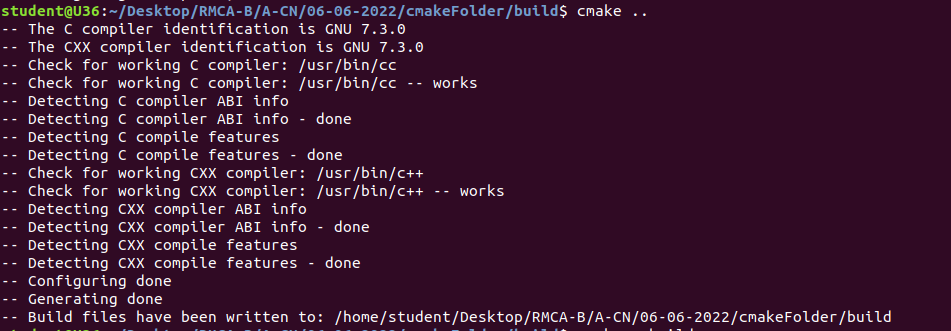 student@U36:~/Desktop/RMCA-B/A-CN/06-06-2022/cmakeFolder/build$ cmake ..
-- The C compiler identification is GNU 7.3.0
-- The CXX compiler identification is GNU 7.3.0
-- Check for working C compiler: /usr/bin/cc
-- Check for working C compiler: /usr/bin/cc -- works
-- Detecting C compiler ABI info
-- Detecting C compiler ABI info - done
-- Detecting C compile features
-- Detecting C compile features - done
-- Check for working CXX compiler: /usr/bin/c++
-- Check for working CXX compiler: /usr/bin/c++ -- works
-- Detecting CXX compiler ABI info
-- Detecting CXX compiler ABI info - done
-- Detecting CXX compile features
-- Detecting CXX compile features - done
-- Configuring done
-- Generating done
-- Build files have been written to: /home/student/Desktop/RMCA-B/A-CN/06-06-2022/cmakeFolder/build